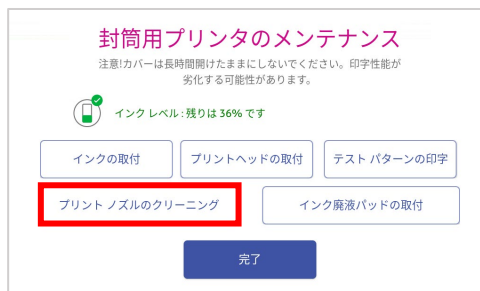 封筒用プリンタのメンテナンス
注意!カバーは長時間開けたままにしないでください。印字性能が
劣化する可能性があります。
インク レベル : 残りは 36% です
インクの取付
プリントヘッドの取付
テスト パターンの印字
プリント ノズルのクリーニング
インク廃液パッドの取付
完了